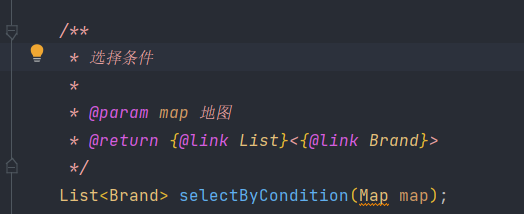 /**
* 选择条件
*
* @param map 地图
* @return {@link List}<{@link Brand}>
*/
List<Brand> selectByCondition(Map map);